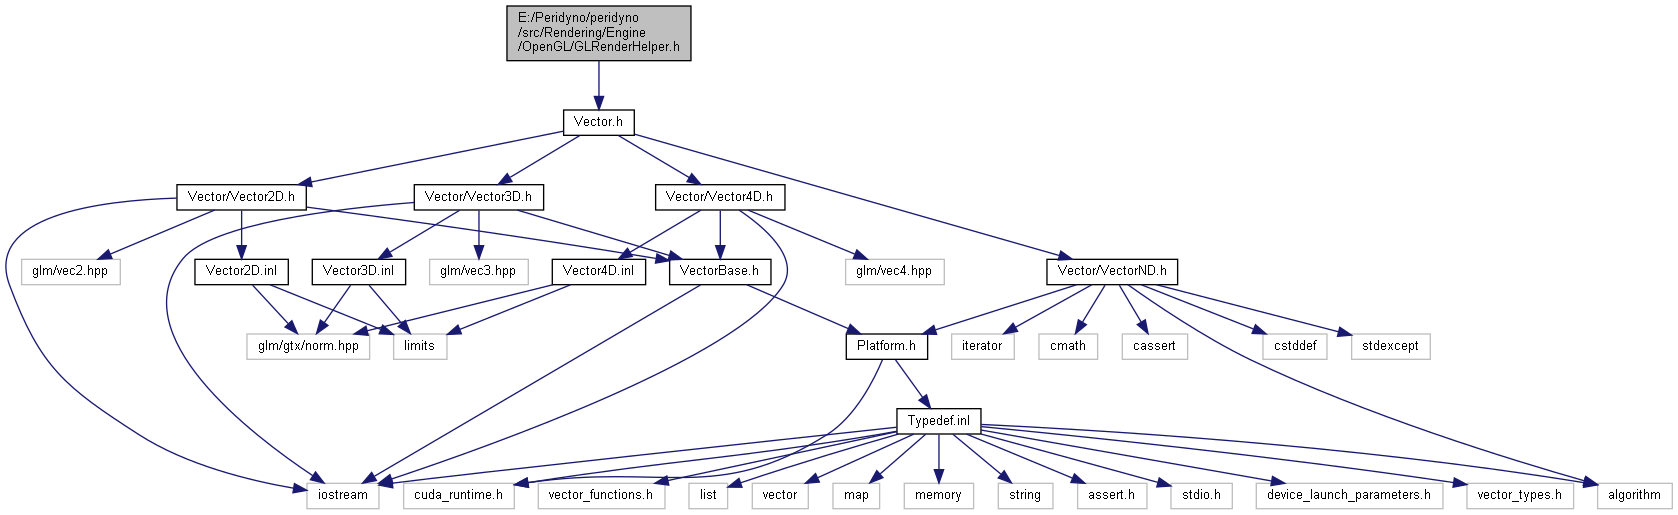 E:/Peridyno/peridyno
/src/Rendering/Engine
/OpenGL/GLRenderHelper.h
Vector.h
Vector/Vector2D.h
Vector/Vector3D.h
Vector/Vector4D.h
glm/vec2.hpp
Vector2D.inl
Vector3D.inl
glm/vec3.hpp
Vector4D.inl
VectorBase.h
glm/vec4.hpp
Vector/VectorND.h
glm/gtx/norm.hpp
limits
Platform.h
iterator
cmath
cassert
cstddef
stdexcept
Typedef.inl
iostream
cuda_runtime.h
vector_functions.h
list
vector
map
memory
string
assert.h
stdio.h
device_launch_parameters.h
vector_types.h
algorithm